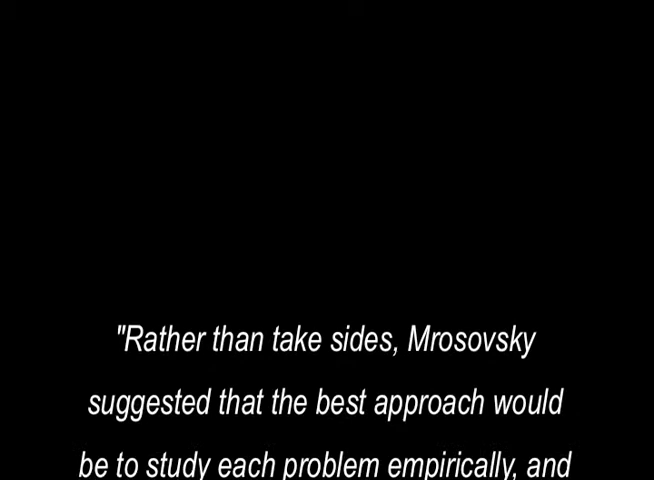 "Rather than take sides, Mrosovsky
suggested that the best approach would
be to study each problem empirically, and